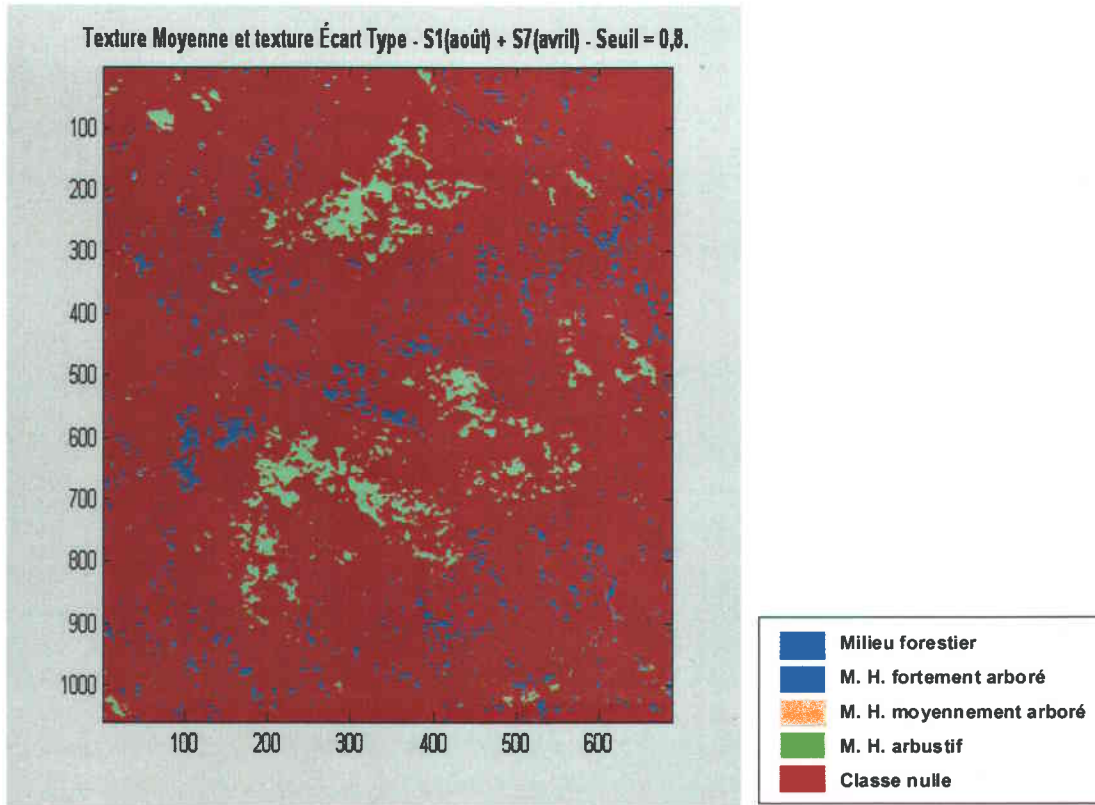 Texture Moyenne et texture Écart Type - S1(août) + S7(avril) - Seuil = 0,8.
100
200
300
400
500
600
700
800
900
1000
100 200 300 400 500 600
Milieu forestier
M. H. fortement arboré
M. H. moyennement arboré
M. H. arbustif
Classe nulle